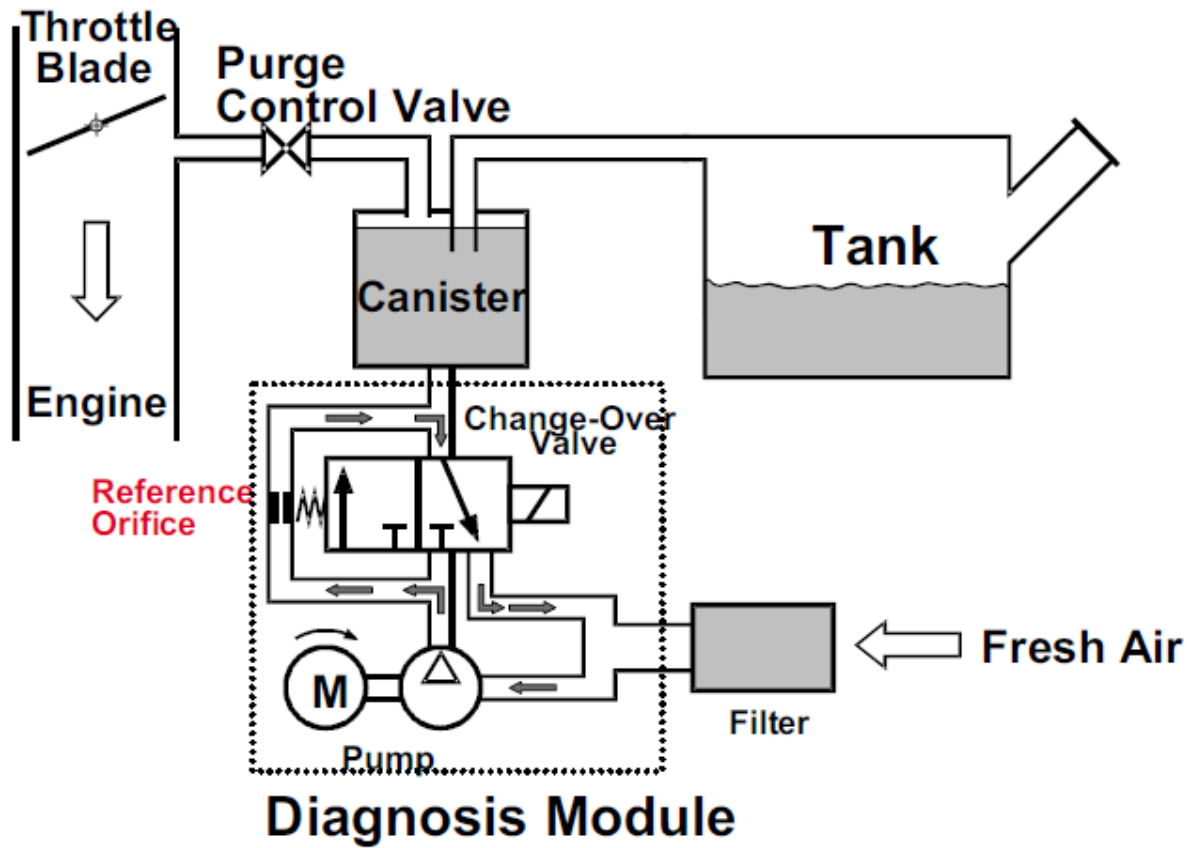 Throttle
Blade
Purge
Control Valve
Tank
Canister
Engine
Change-Over
Valve
Reference
Orifice
Fresh Air
M
Filter
Pump
Diagnosis Module